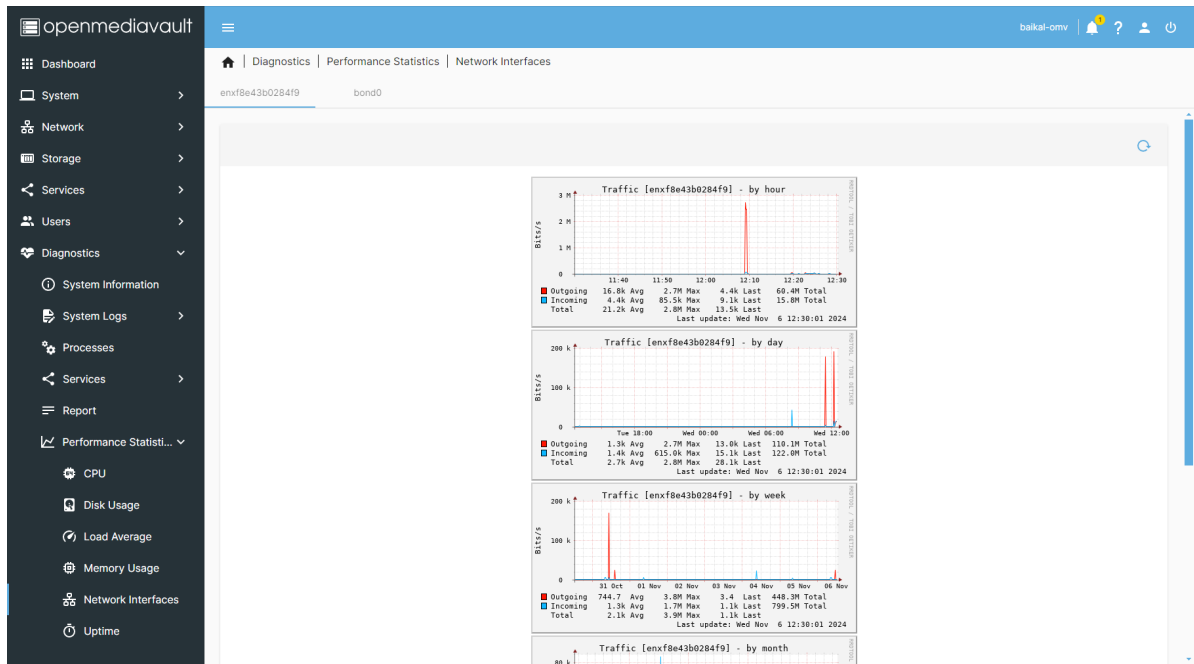 openmediavault
baikal-omv
1
?
Dashboard
System
Network
Storage
Services
Users
Diagnostics
System Information
System Logs
Processes
Services
Report
Performance Statisti...
CPU
Disk Usage
Load Average
Memory Usage
Network Interfaces
Uptime
Diagnostics | Performance Statistics | Network Interfaces
enxf8e43b0284f9 bond0
Traffic [enxf8e43b0284f9] - by hour
RRDTOOL / TOBI OETIKER
Bits/s
3 M
2 M
1 M
0
11:40 11:50 12:00 12:10 12:20 12:30
Outgoing 16.8k Avg 2.7M Max 4.4k Last 60.4M Total
Incoming 4.4k Avg 85.5k Max 9.1k Last 15.8M Total
Total 21.2k Avg 2.8M Max 13.5k Last
Last update: Wed Nov 6 12:30:01 2024
Traffic [enxf8e43b0284f9] - by day
RRDTOOL / TOBI OETIKER
Bits/s
200 k
100 k
0
Tue 18:00 Wed 00:00 Wed 06:00 Wed 12:00
Outgoing 1.3k Avg 2.7M Max 13.0k Last 110.1M Total
Incoming 1.4k Avg 615.0k Max 15.1k Last 122.0M Total
Total 2.7k Avg 2.8M Max 28.1k Last
Last update: Wed Nov 6 12:30:01 2024
Traffic [enxf8e43b0284f9] - by week
RRDTOOL / TOBI OETIKER
Bits/s
200 k
100 k
0
31 Oct 01 Nov 02 Nov 03 Nov 04 Nov 05 Nov 06 Nov
Outgoing 744.7 Avg 3.8M Max 3.4 Last 448.3M Total
Incoming 1.3k Avg 1.7M Max 1.1k Last 799.5M Total
Total 2.1k Avg 3.9M Max 1.1k Last
Last update: Wed Nov 6 12:30:01 2024
Traffic [enxf8e43b0284f9] - by month
80 k